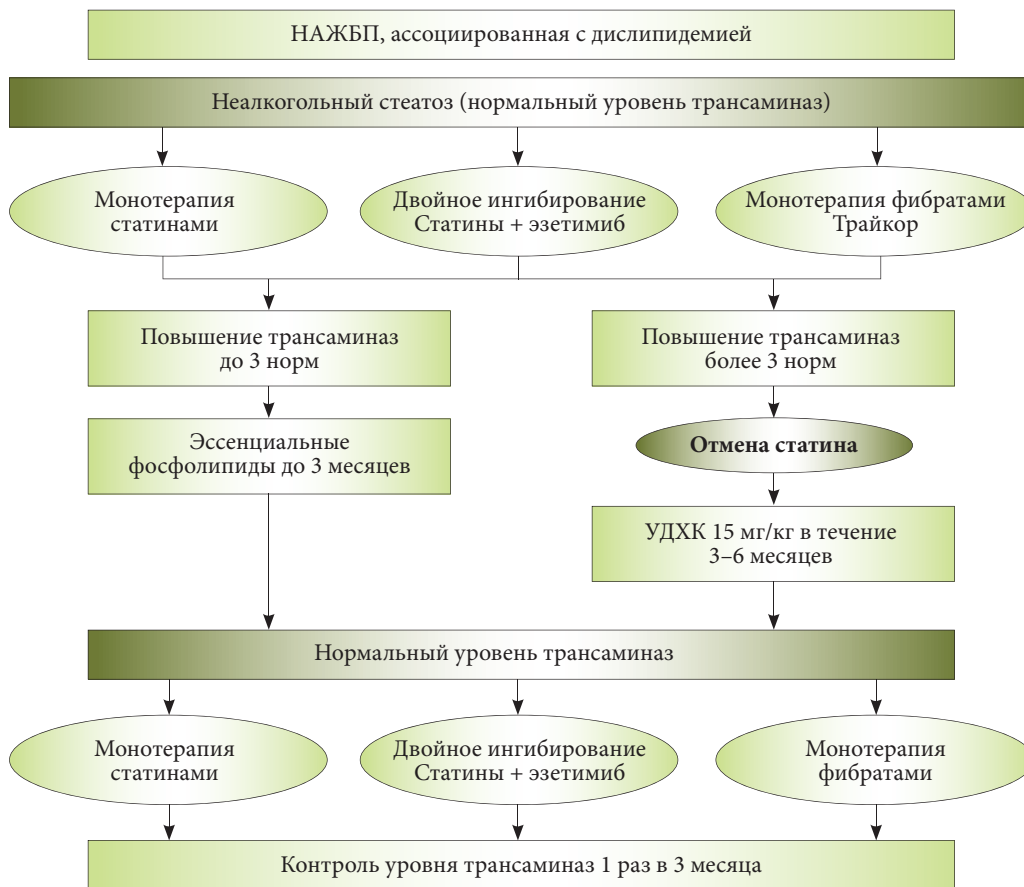 НАЖБП, ассоциированная с дислипидемией
Неалкогольный стеатоз (нормальный уровень трансаминаз)
Монотерапия
статинами
Двойное ингибирование
Статины + эзетимиб
Монотерапия фибратами
Трайкор
Повышение трансаминаз
до 3 норм
Повышение трансаминаз
более 3 норм
Эссенциальные
фосфолипиды до 3 месяцев
Отмена статина
УДХК 15 мг/кг в течение
3–6 месяцев
Нормальный уровень трансаминаз
Монотерапия
статинами
Двойное ингибирование
Статины + эзетимиб
Монотерапия
фибратами
Контроль уровня трансаминаз 1 раз в 3 месяца